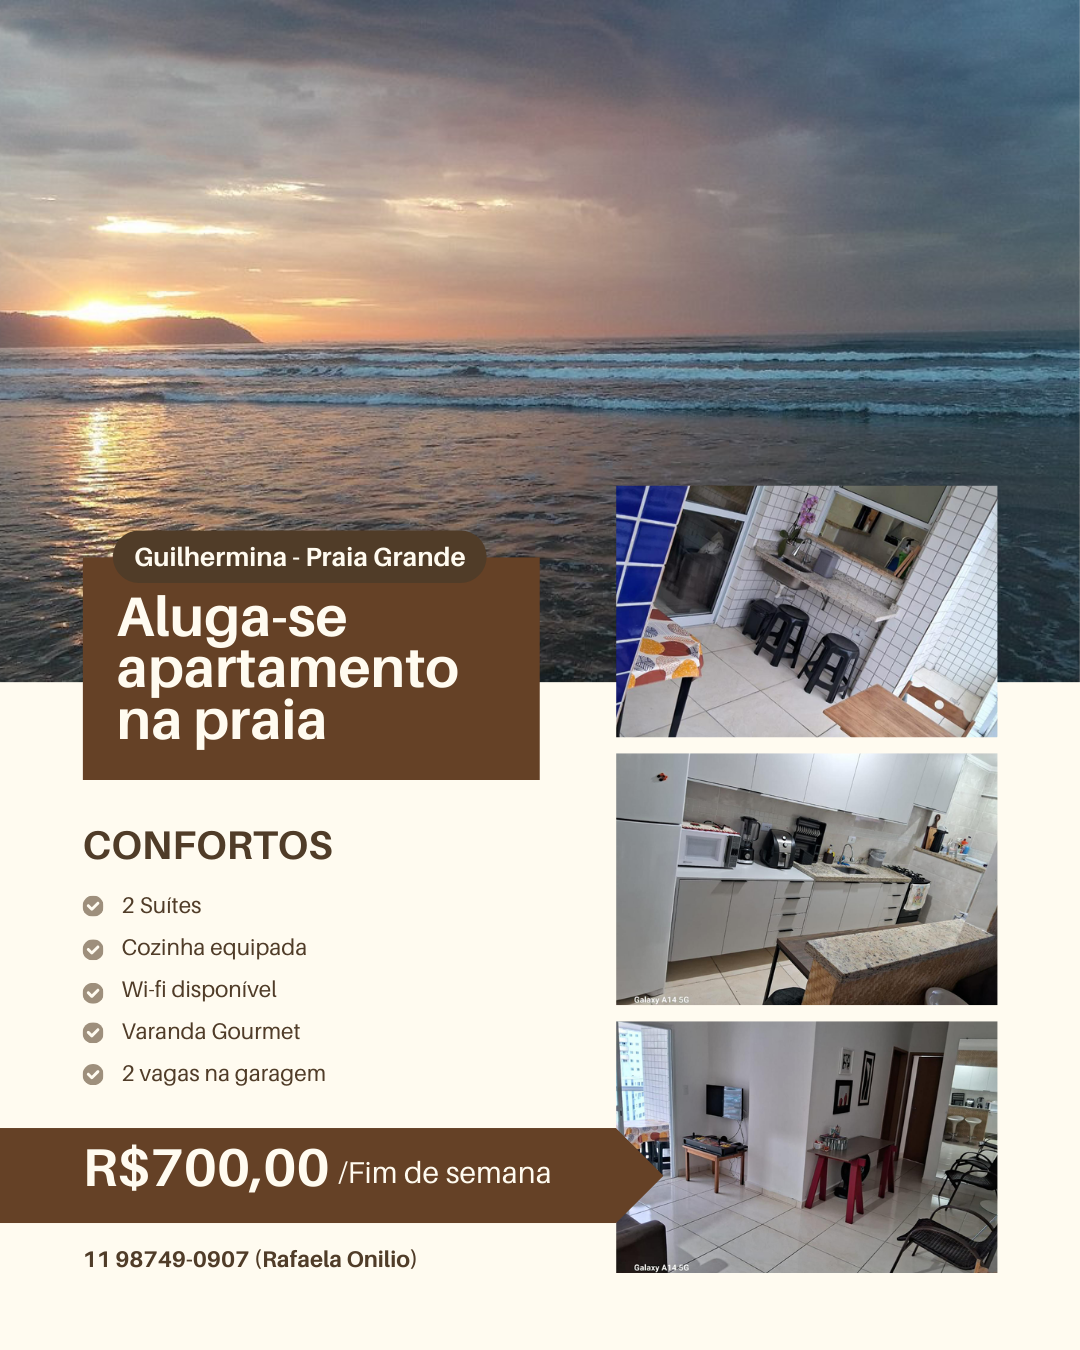 Guilhermina - Praia Grande
Aluga-se
apartamento
na praia
CONFORTOS
2 Suítes
Cozinha equipada
Wi-fi disponível
Varanda Gourmet
2 vagas na garagem
R$700,00 /Fim de semana
11 98749-0907 (Rafaela Onilio)
Galaxy A14 5G
Galaxy A14 5G